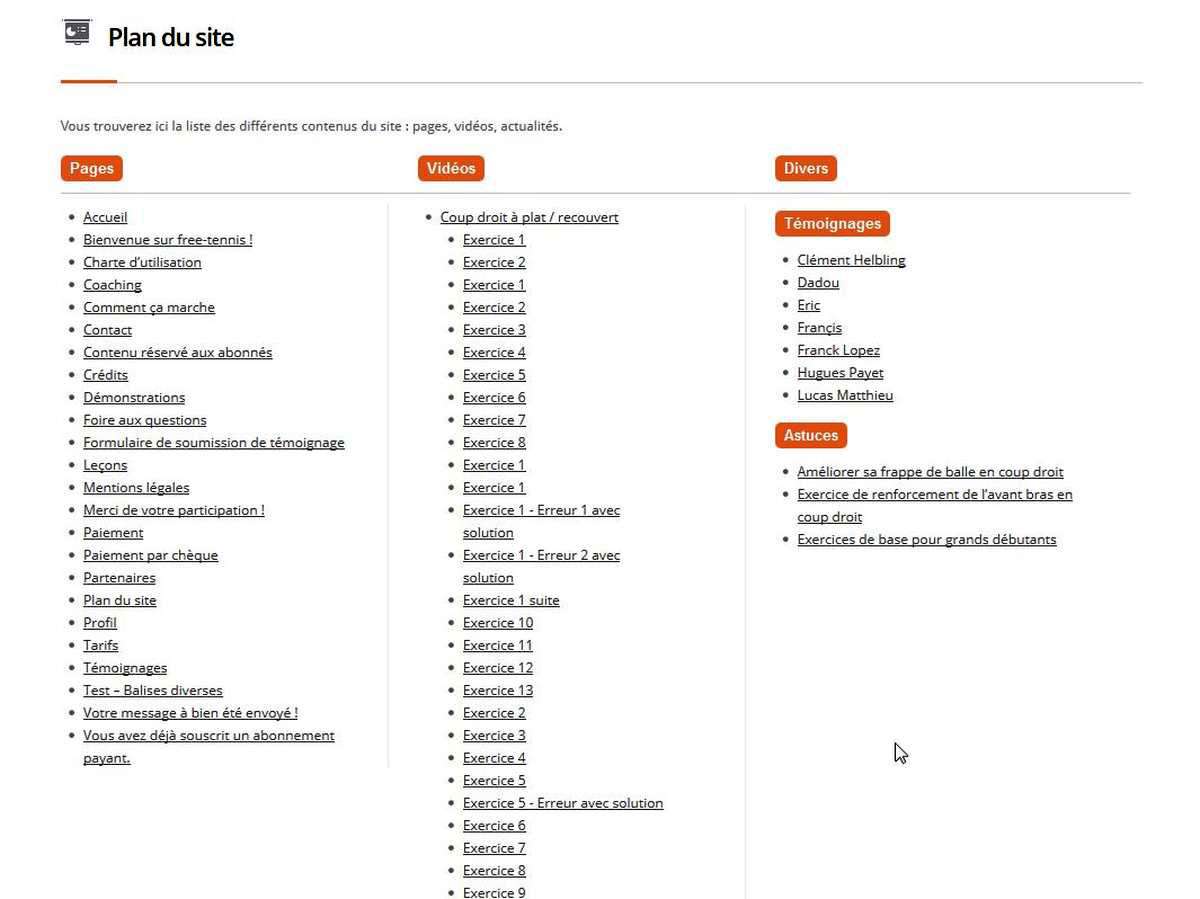 Plan du site
Vous trouverez ici la liste des différents contenus du site : pages, vidéos, actualités.
Pages
Accueil
Bienvenue sur free-tennis !
Charte d’utilisation
Coaching
Comment ça marche
Contact
Contenu réservé aux abonnés
Crédits
Démonstrations
Foire aux questions
Formulaire de soumission de témoignage
Leçons
Mentions légales
Merci de votre participation !
Paiement
Paiement par chèque
Partenaires
Plan du site
Profil
Tarifs
Témoignages
Test – Balises diverses
Votre message à bien été envoyé !
Vous avez déjà souscrit un abonnement
payant.
Vidéos
Coup droit à plat / recouvert
Exercice 1
Exercice 2
Exercice 1
Exercice 2
Exercice 3
Exercice 4
Exercice 5
Exercice 6
Exercice 7
Exercice 8
Exercice 1
Exercice 1
Exercice 1 - Erreur 1 avec
solution
Exercice 1 - Erreur 2 avec
solution
Exercice 1 suite
Exercice 10
Exercice 11
Exercice 12
Exercice 13
Exercice 2
Exercice 3
Exercice 4
Exercice 5
Exercice 5 - Erreur avec solution
Exercice 6
Exercice 7
Exercice 8
Exercice 9
Divers
Témoignages
Clément Helbling
Dadou
Eric
Françis
Franck Lopez
Hugues Payet
Lucas Matthieu
Astuces
Améliorer sa frappe de balle en coup droit
Exercice de renforcement de l’avant bras en
coup droit
Exercices de base pour grands débutants